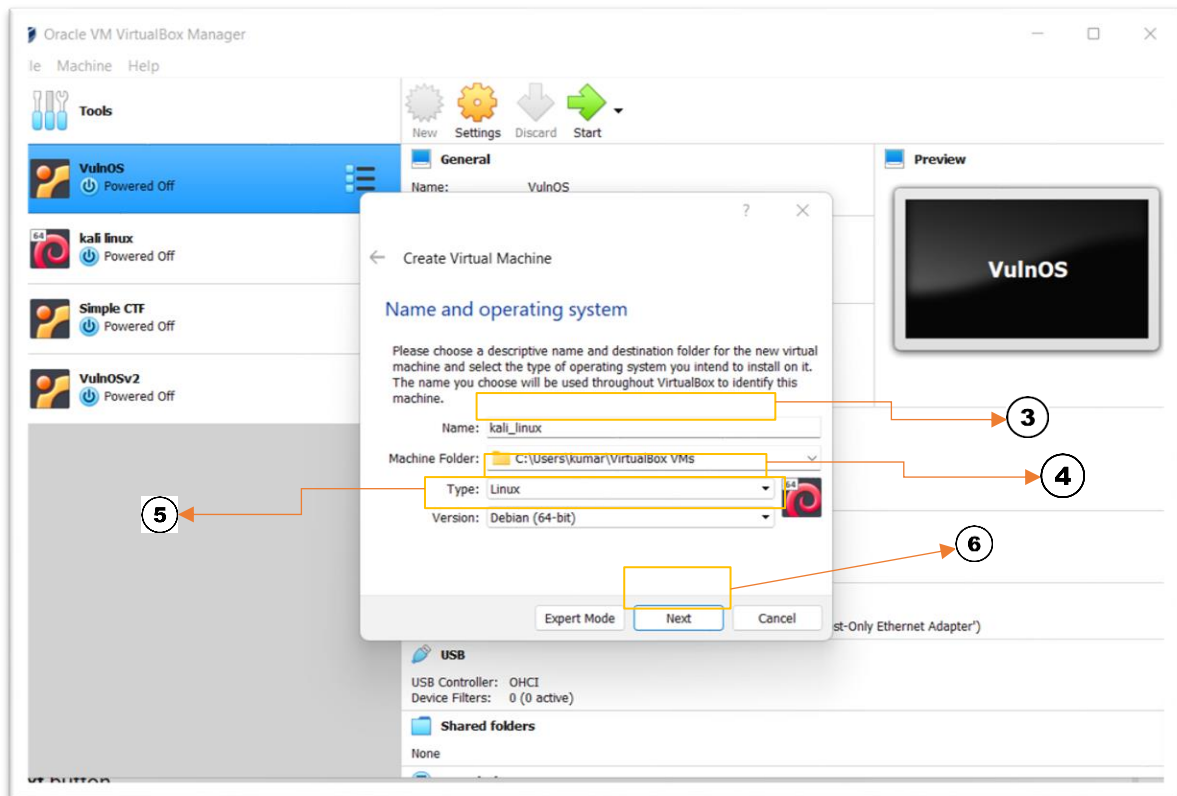 Oracle VM VirtualBox Manager
le Machine Help
Tools
New Settings Discard Start
VulnOS
Powered Off
64
kali linux
Powered Off
Simple CTF
Powered Off
VulnOSv2
Powered Off
General
Name: VulnOS
Preview
VulnOS
?
Create Virtual Machine
Name and operating system
Please choose a descriptive name and destination folder for the new virtual
machine and select the type of operating system you intend to install on it.
The name you choose will be used throughout VirtualBox to identify this
machine.
Name: kali_linux
Machine Folder: C:\Users\kumar\VirtualBox VMs
Type: Linux
64
Version: Debian (64-bit)
Expert Mode Next Cancel
3
4
5
6
st-Only Ethernet Adapter')
USB
USB Controller: OHCI
Device Filters: 0 (0 active)
Shared folders
None
button